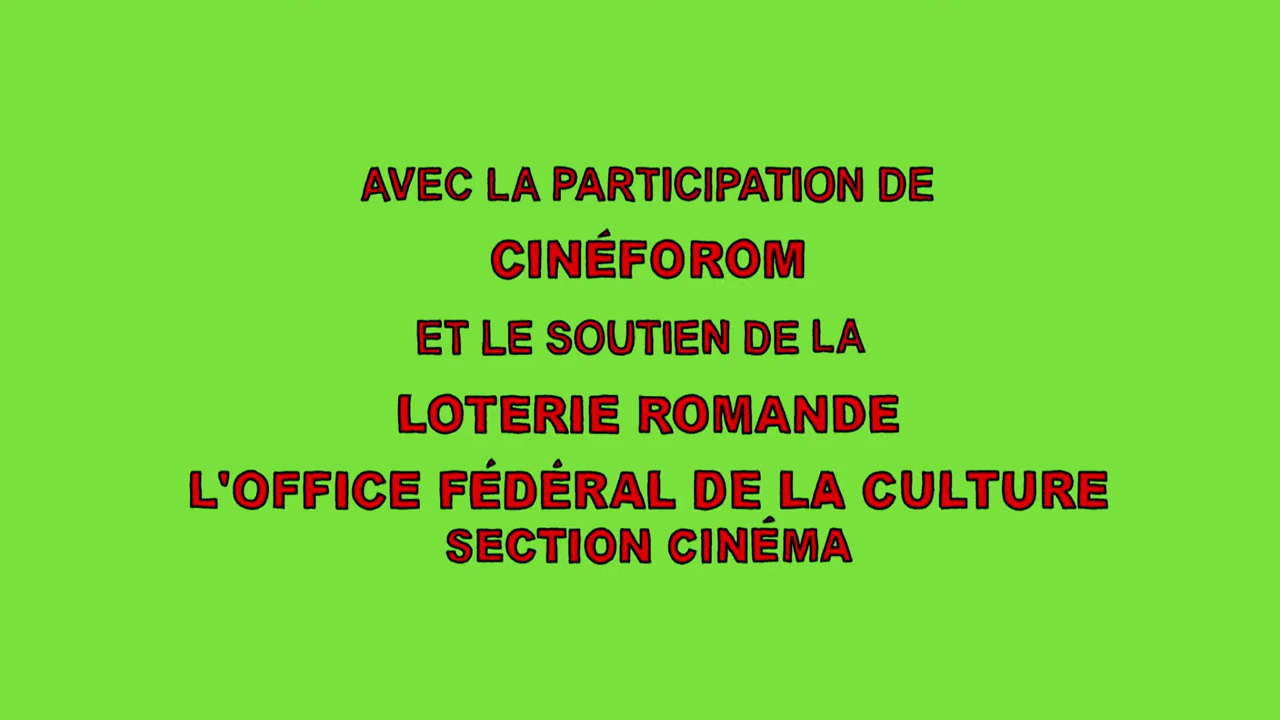 AVEC LA PARTICIPATION DE
CINÉFOROM
ET LE SOUTIEN DE LA
LOTERIE ROMANDE
L'OFFICE FÉDÉRAL DE LA CULTURE
SECTION CINÉMA